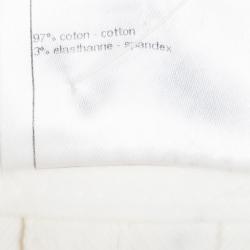 97% coton - cotton
3% elasthanne - spandex